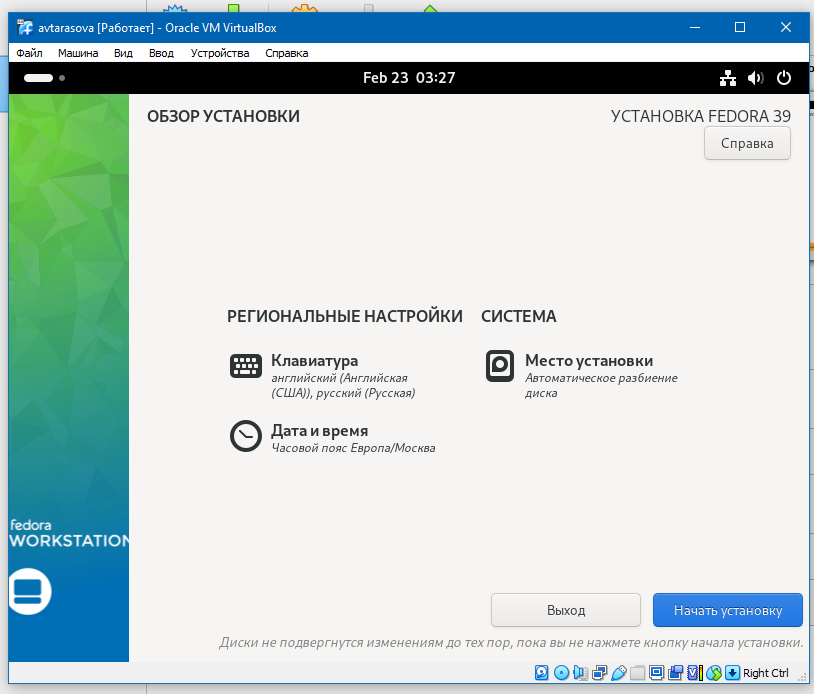 avtarasova [Работает] - Oracle VM VirtualBox
Файл Машина Вид Ввод Устройства Справка
Feb 23 03:27
ОБЗОР УСТАНОВКИ
УСТАНОВКА FEDORA 39
Справка
РЕГИОНАЛЬНЫЕ НАСТРОЙКИ
СИСТЕМА
Клавиатура
английский (Английская
(США)), русский (Русская)
Место установки
Автоматическое разбиение
диска
Дата и время
Часовой пояс Европа/Москва
fedora
WORKSTATION
Выход
Начать установку
Диски не подвергнутся изменениям до тех пор, пока вы не нажмете кнопку начала установки.
Right Ctrl